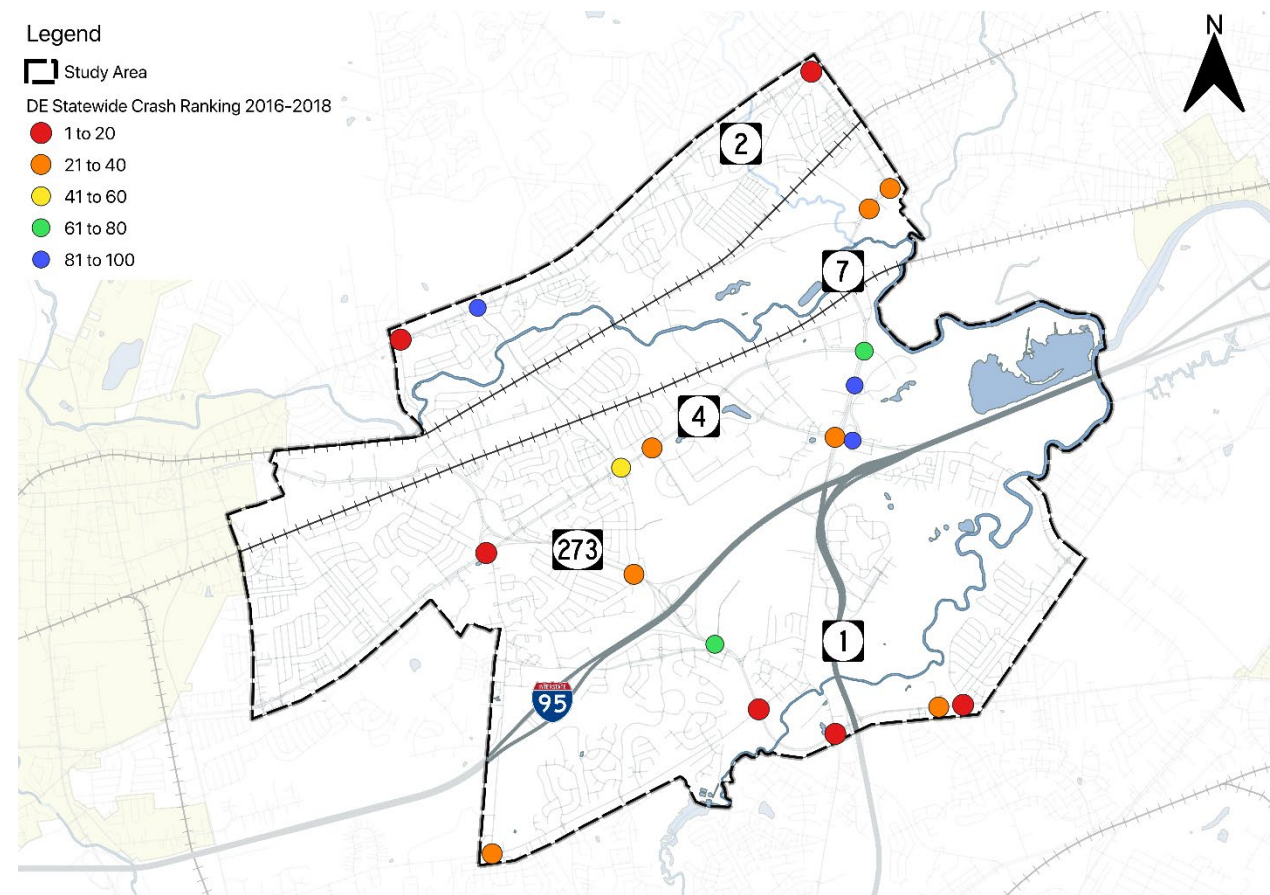 Legend
Study Area
DE Statewide Crash Ranking 2016-2018
1 to 20
21 to 40
41 to 60
61 to 80
81 to 100
N
2
7
4
273
1
INTERSTATE
95